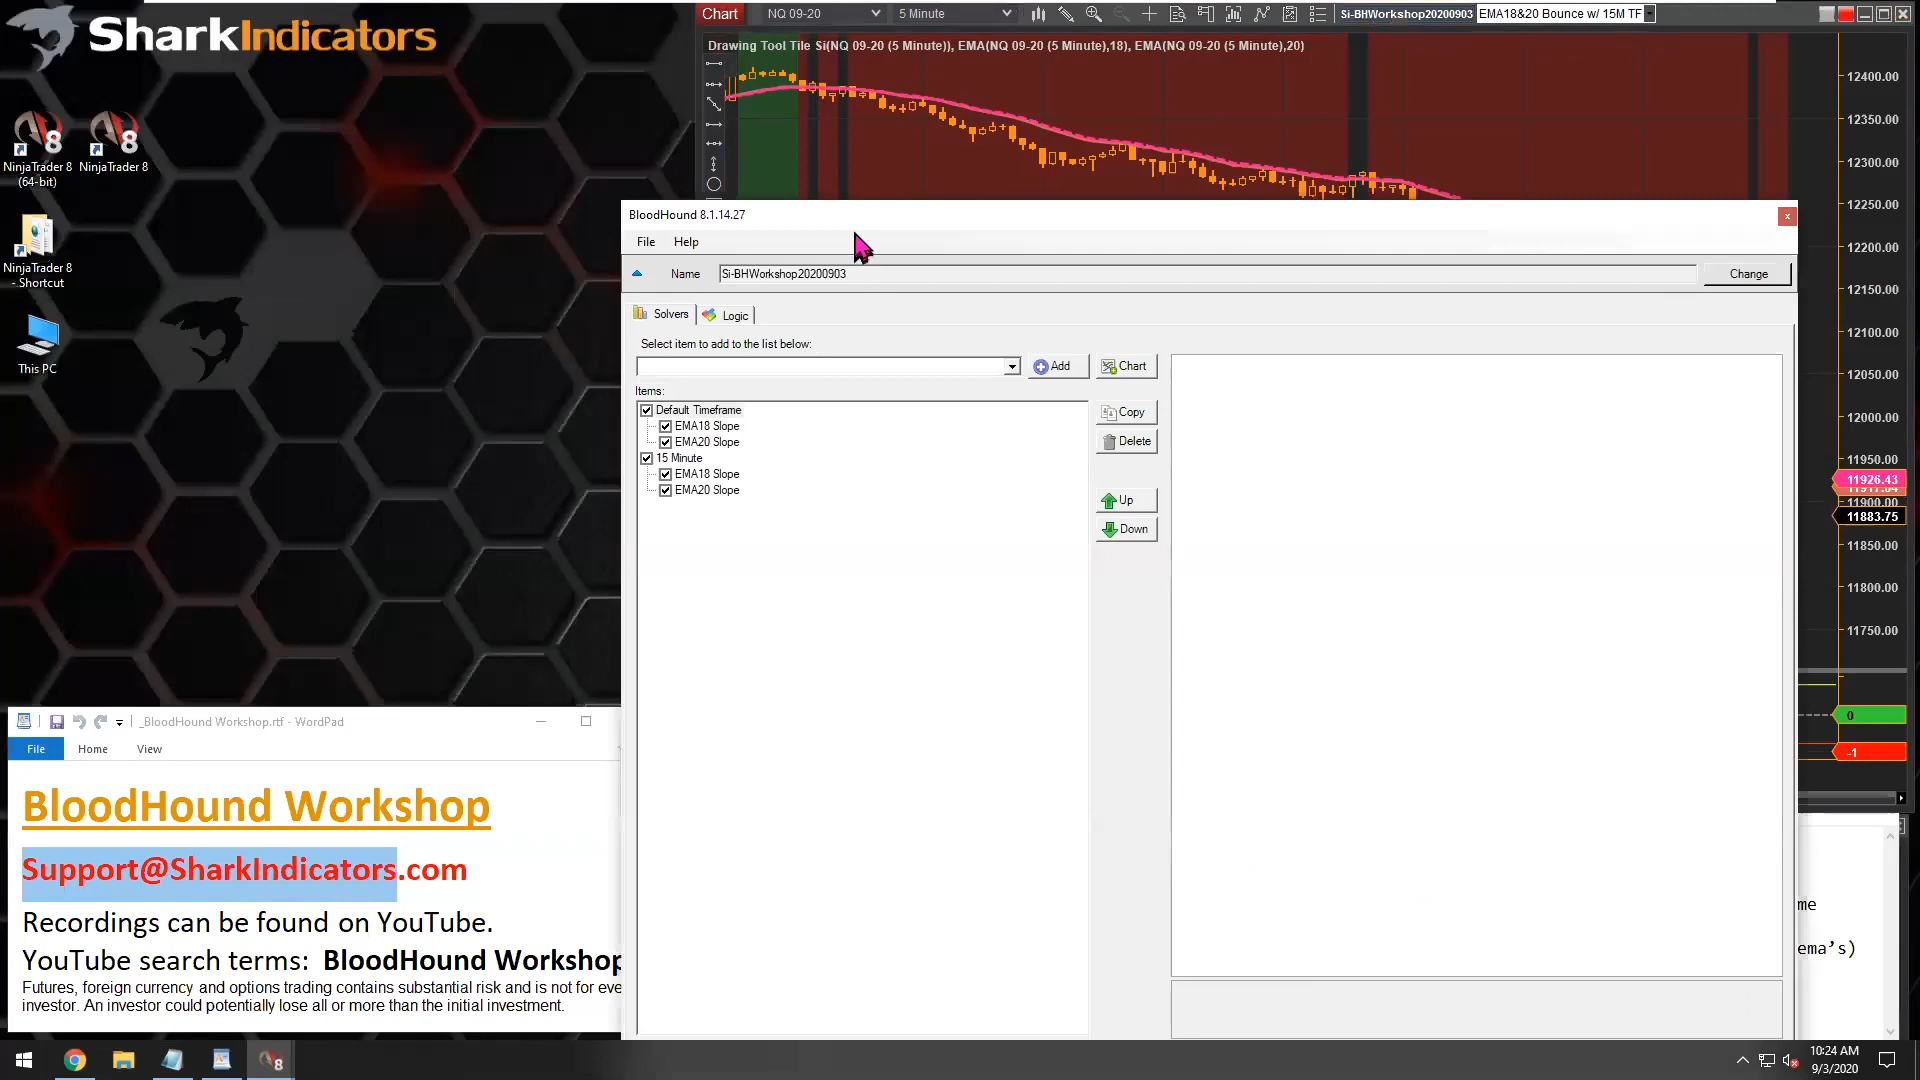 SharkIndicators
NinjaTrader 8
(64-bit)
NinjaTrader 8
NinjaTrader 8
- Shortcut
This PC
Chart
NQ 09-20
5 Minute
Si-BHWorkshop20200903
EMA18&20 Bounce w/ 15M TF
Drawing Tool Tile Si(NQ 09-20 (5 Minute)), EMA(NQ 09-20 (5 Minute),18), EMA(NQ 09-20 (5 Minute),20)
12400.00
12350.00
12300.00
12250.00
12200.00
12150.00
12100.00
12050.00
12000.00
11950.00
11926.43
11900.00
11883.75
11850.00
11800.00
11750.00
0
-1
BloodHound 8.1.14.27
File Help
Name Si-BHWorkshop20200903 Change
Solvers Logic
Select item to add to the list below:
Add Chart
Items:
Default Timeframe
EMA18 Slope
EMA20 Slope
15 Minute
EMA18 Slope
EMA20 Slope
Copy
Delete
Up
Down
_BloodHound Workshop.rtf - WordPad
File Home View
BloodHound Workshop
Support@SharkIndicators.com
Recordings can be found on YouTube.
YouTube search terms: BloodHound Workshop
Futures, foreign currency and options trading contains substantial risk and is not for eve
investor. An investor could potentially lose all or more than the initial investment.
me
ema's)
8
10:24 AM
9/3/2020